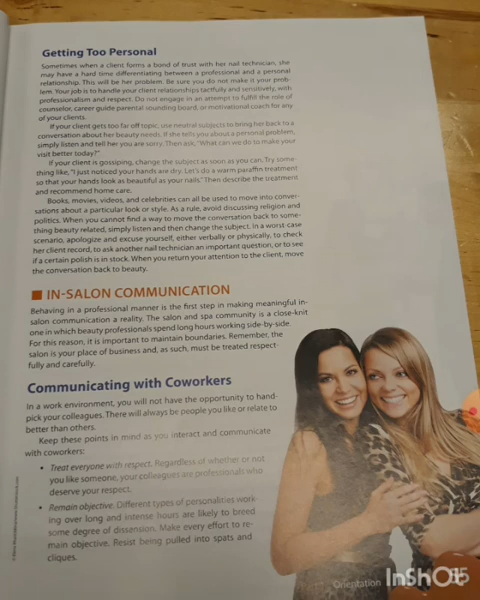 Getting Too Personal
Sometimes when a client forms a bond of trust with her nail technician, she
may have a hard time differentiating between a professional and a personal
relationship. This will be her problem. Be sure you do not make it your prob-
lem. Your job is to handle your client relationships tactfully and sensitively, with
professionalism and respect. Do not engage in an attempt to fulfill the role of
counselor, career guide parental sounding board, or motivational coach for any
of your clients.
If your client gets too far off topic, use neutral subjects to bring her back to a
conversation about her beauty needs. If she tells you about a personal problem,
simply listen and tell her you are sorry. Then ask, "What can we do to make your
visit better today?"
If your client is gossiping, change the subject as soon as you can. Try some
thing like, "I just noticed your hands are dry. Let's do a warm paraffin treatment
so that your hands look as beautiful as your nails." Then describe the treatment
and recommend home care.
Books, movies, videos, and celebrities can all be used to move into conver-
sations about a particular look or style. As a rule, avoid discussing religion and
politics. When you cannot find a way to move the conversation back to some-
thing beauty related, simply listen and then change the subject. In a worst-case
scenario, apologize and excuse yourself, either verbally or physically, to check
her client record, to ask another nail technician an important question, or to see
if a certain polish is in stock. When you return your attention to the client, move
the conversation back to beauty.
IN-SALON COMMUNICATION
Behaving in a professional manner is the first step in making meaningful in-
salon communication a reality. The salon and spa community is a close-knit
one in which beauty professionals spend long hours working side-by-side.
For this reason, it is important to maintain boundaries. Remember, the
salon is your place of business and, as such, must be treated respect-
fully and carefully.
Communicating with Coworkers
In a work environment, you will not have the opportunity to hand-
pick your colleagues. There will always be people you like or relate to
better than others.
Keep these points in mind as you interact and communicate
with coworkers:
• Treat everyone with respect. Regardless of whether or not
you like someone, your colleagues are professionals who
deserve your respect.
• Remain objective. Different types of personalities work-
ing over long and intense hours are likely to breed
some degree of dissension. Make every effort to re-
main objective. Resist being pulled into spats and
cliques.
Orientation
InShOt